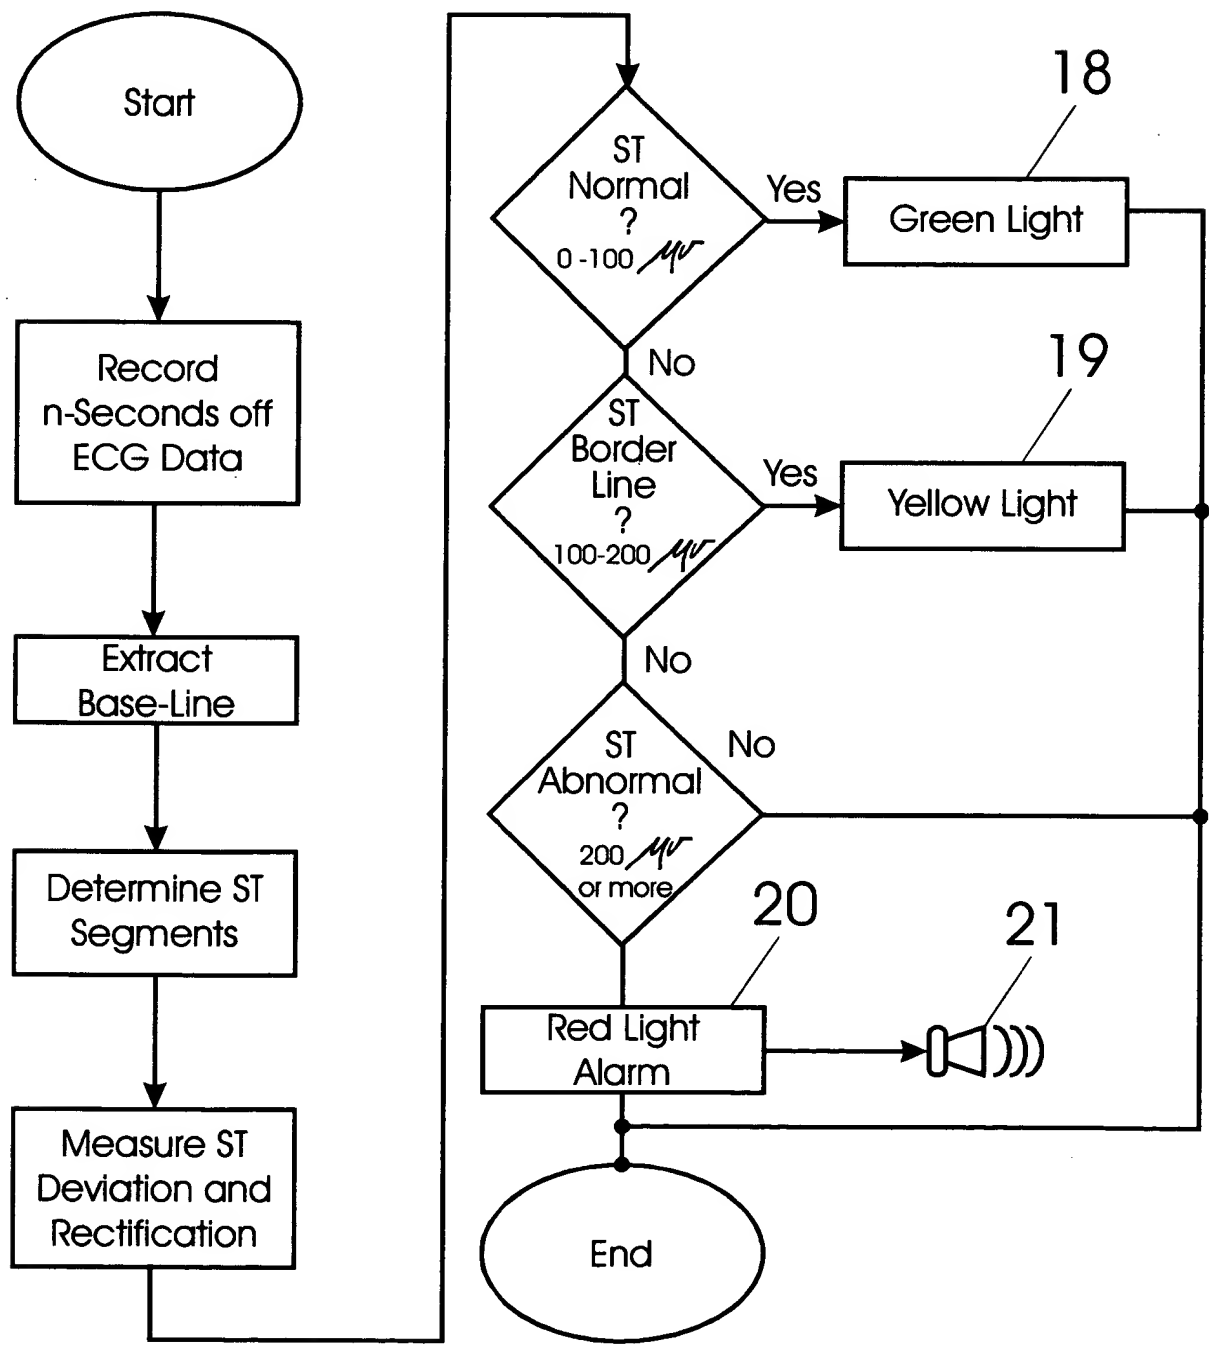 Start
Record
n-Seconds off
ECG Data
Extract
Base-Line
Determine ST
Segments
Measure ST
Deviation and
Rectification
ST
Normal
?
0 -100 μv
Yes
18
Green Light
No
ST
Border
Line
?
100-200 μv
Yes
19
Yellow Light
No
ST
Abnormal
?
200 μv
or more
No
20
Red Light
Alarm
21
End